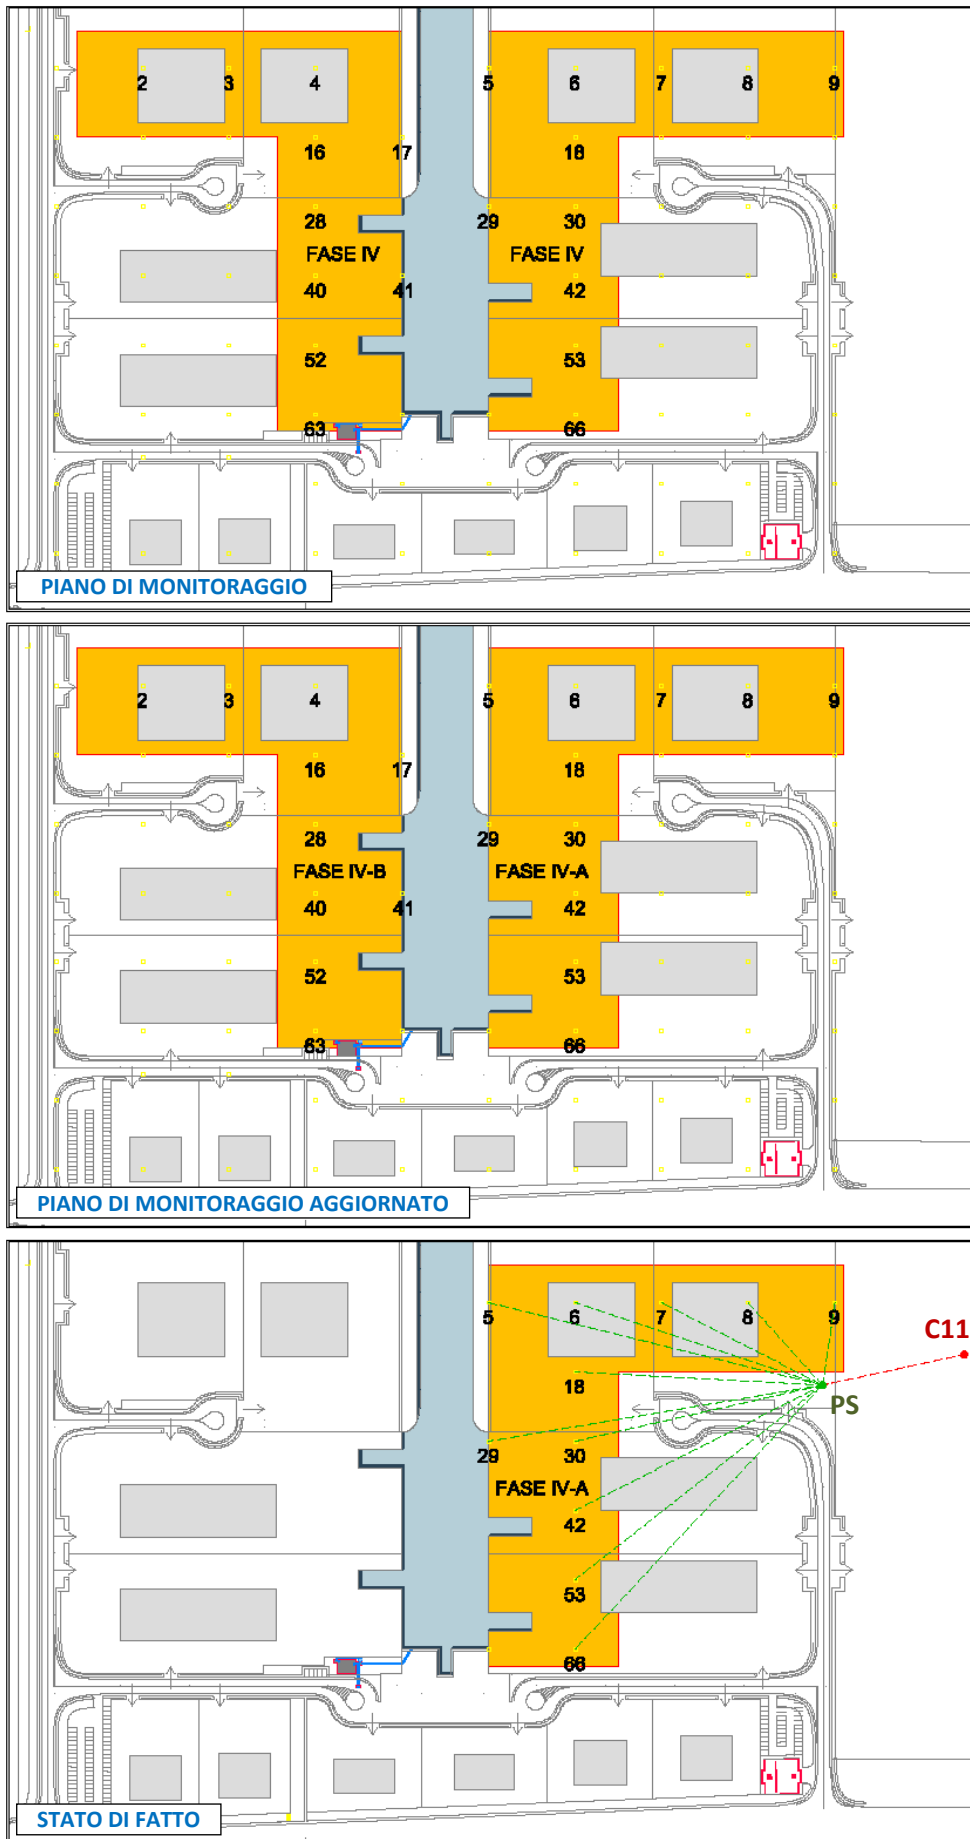 2 3 4 5 6 7 8 9
16 17 18
28 29 30
FASE IV FASE IV
40 41 42
52 53
63 66
PIANO DI MONITORAGGIO
2 3 4 5 6 7 8 9
16 17 18
28 29 30
FASE IV-B FASE IV-A
40 41 42
52 53
63 66
PIANO DI MONITORAGGIO AGGIORNATO
5 6 7 8 9
C11
18
PS
29 30
FASE IV-A
42
53
66
STATO DI FATTO